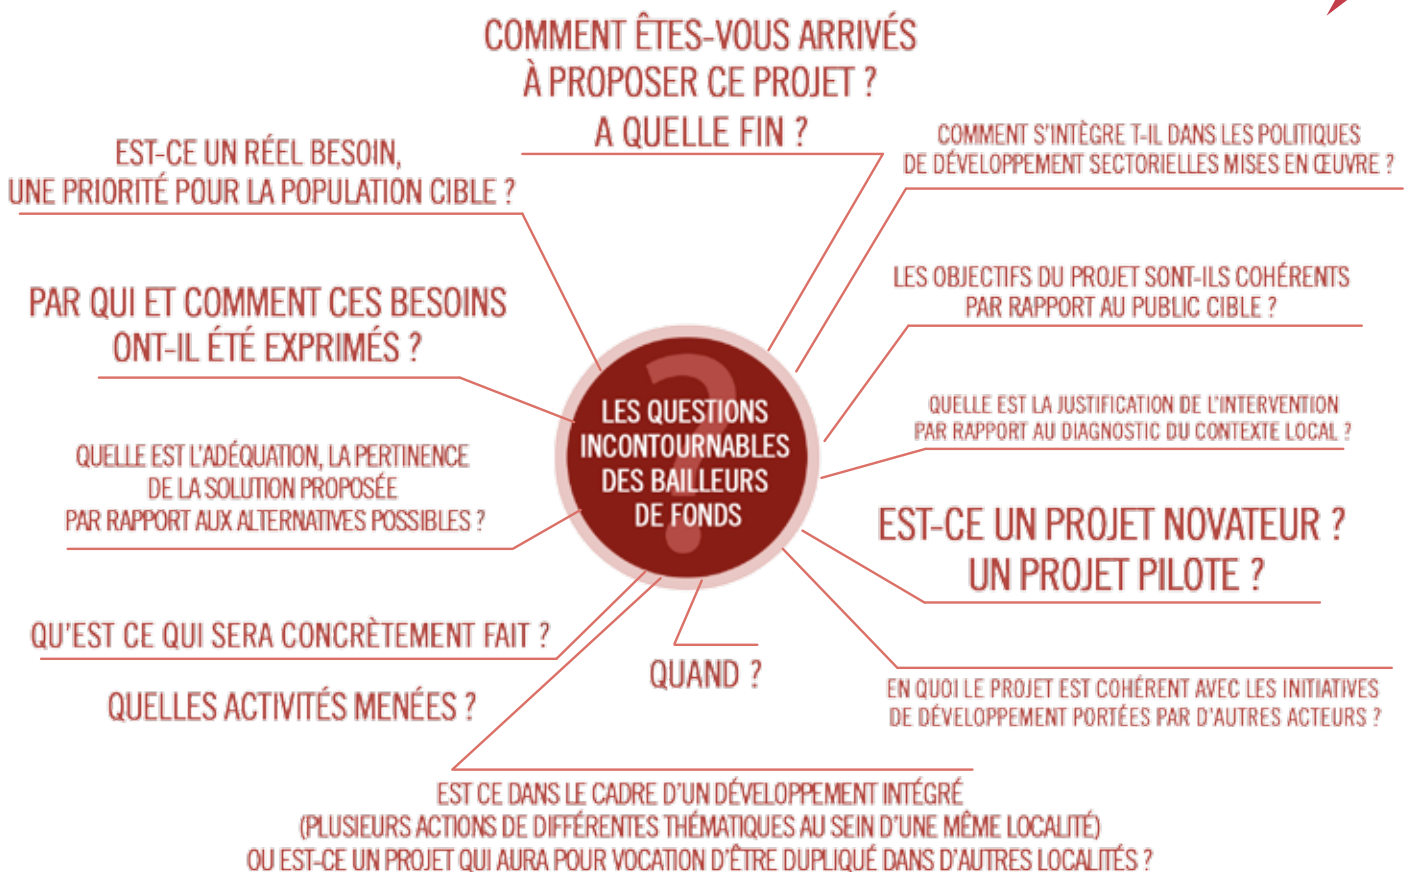 COMMENT ÊTES-VOUS ARRIVÉS
À PROPOSER CE PROJET ?
A QUELLE FIN ?
EST-CE UN RÉEL BESOIN,
UNE PRIORITÉ POUR LA POPULATION CIBLE ?
COMMENT S'INTÈGRE T-IL DANS LES POLITIQUES
DE DÉVELOPPEMENT SECTORIELLES MISES EN ŒUVRE ?
PAR QUI ET COMMENT CES BESOINS
ONT-IL ÉTÉ EXPRIMÉS ?
LES OBJECTIFS DU PROJET SONT-ILS COHÉRENTS
PAR RAPPORT AU PUBLIC CIBLE ?
LES QUESTIONS
INCONTOURNABLES
DES BAILLEURS
DE FONDS
?
QUELLE EST LA JUSTIFICATION DE L'INTERVENTION
PAR RAPPORT AU DIAGNOSTIC DU CONTEXTE LOCAL ?
QUELLE EST L'ADÉQUATION, LA PERTINENCE
DE LA SOLUTION PROPOSÉE
PAR RAPPORT AUX ALTERNATIVES POSSIBLES ?
EST-CE UN PROJET NOVATEUR ?
UN PROJET PILOTE ?
QU'EST CE QUI SERA CONCRÈTEMENT FAIT ?
QUELLES ACTIVITÉS MENÉES ?
QUAND ?
EN QUOI LE PROJET EST COHÉRENT AVEC LES INITIATIVES
DE DÉVELOPPEMENT PORTÉES PAR D'AUTRES ACTEURS ?
EST CE DANS LE CADRE D'UN DÉVELOPPEMENT INTÉGRÉ
(PLUSIEURS ACTIONS DE DIFFÉRENTES THÉMATIQUES AU SEIN D'UNE MÊME LOCALITÉ)
OU EST-CE UN PROJET QUI AURA POUR VOCATION D'ÊTRE DUPLIQUÉ DANS D'AUTRES LOCALITÉS ?